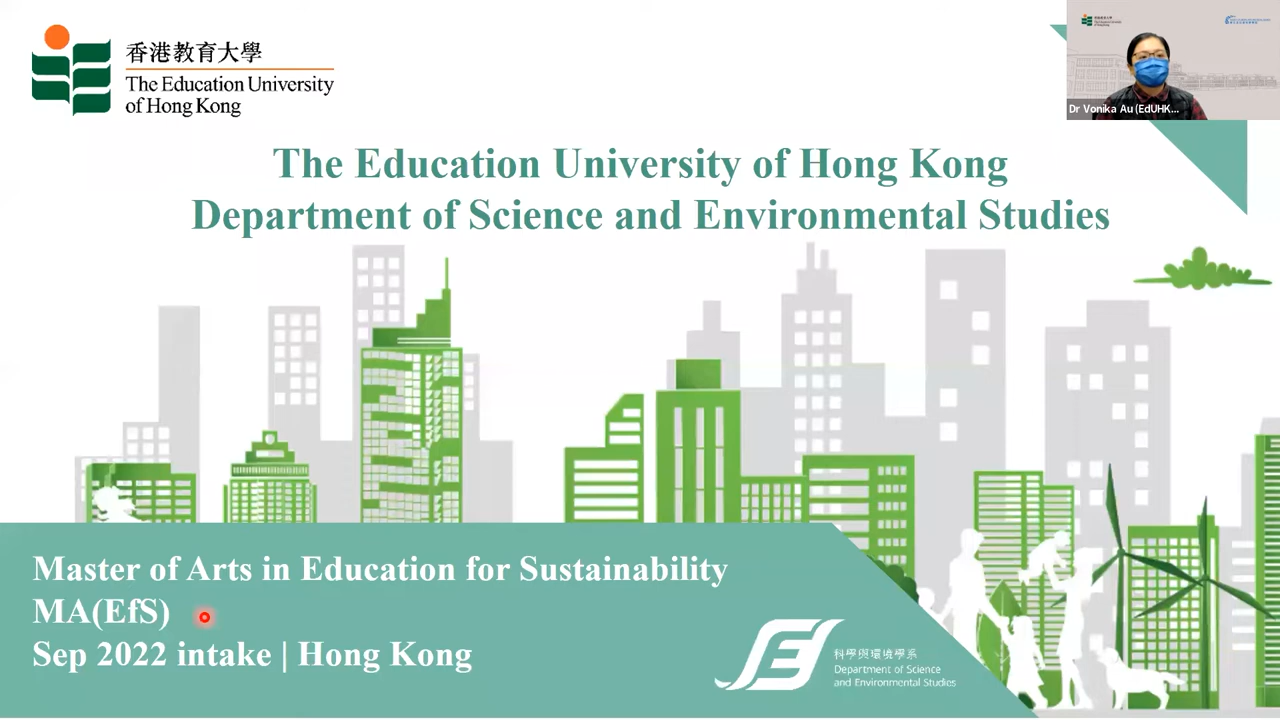 香港教育大學
The Education University
of Hong Kong
Dr Vonika Au (EdUHK...
The Education University of Hong Kong
Department of Science and Environmental Studies
Master of Arts in Education for Sustainability
MA(EfS)
Sep 2022 intake | Hong Kong
科學與環境學系
Department of Science
and Environmental Studies